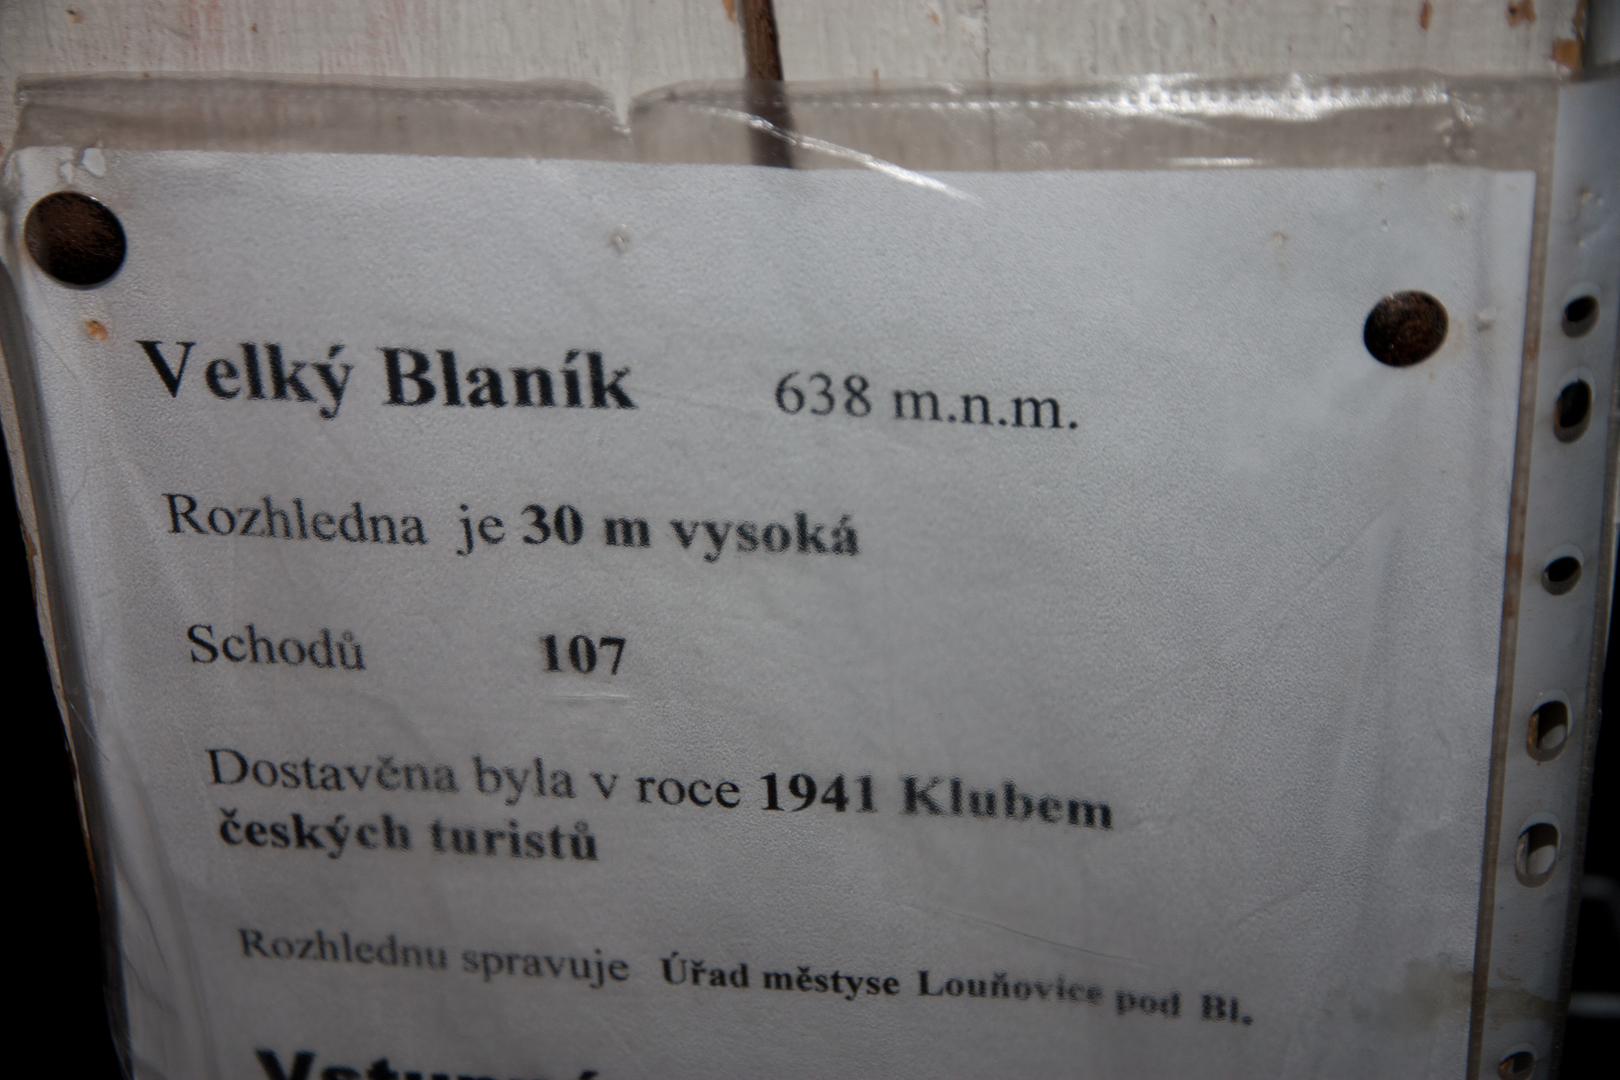 Velký Blaník 638 m.n.m.
Rozhledna je 30 m vysoká
Schodů 107
Dostavěna byla v roce 1941 Klubem
českých turistů
Rozhlednu spravuje Úřad městyse Louňovice pod Bl.